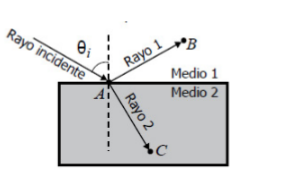 Rayo incidente
θi
Rayo 1
B
Medio 1
A
Medio 2
Rayo 2
C